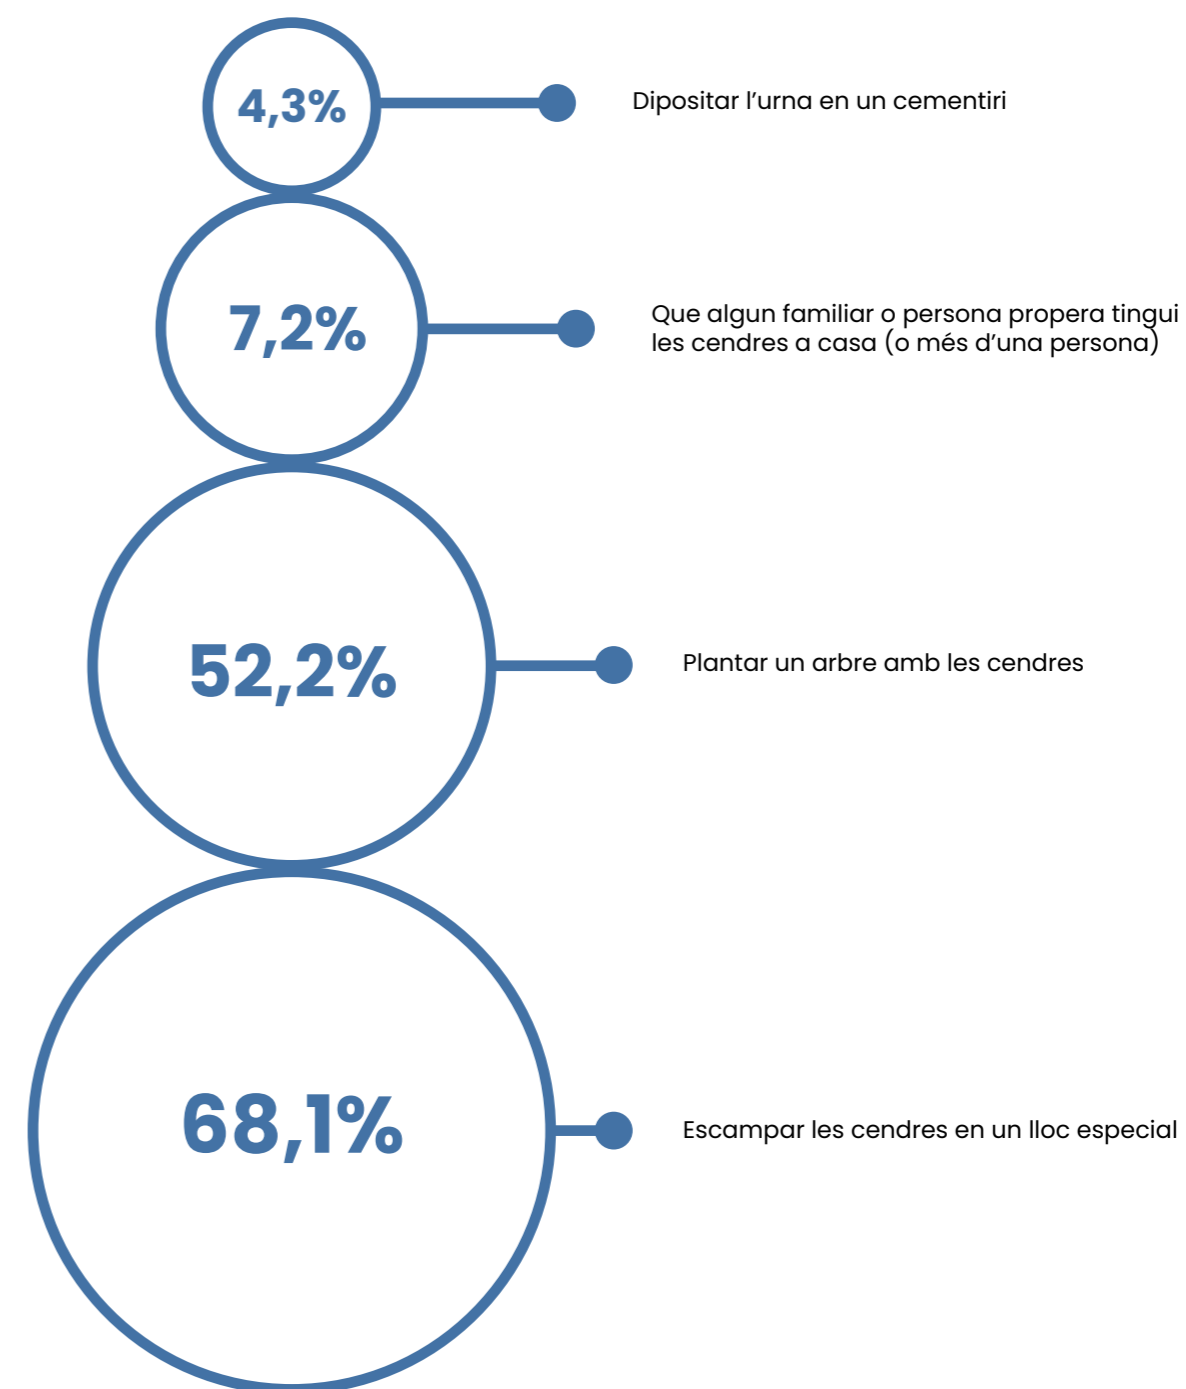 4,3%
Dipositar l’urna en un cementiri
7,2%
Que algun familiar o persona propera tingui
les cendres a casa (o més d’una persona)
52,2%
Plantar un arbre amb les cendres
68,1%
Escampar les cendres en un lloc especial